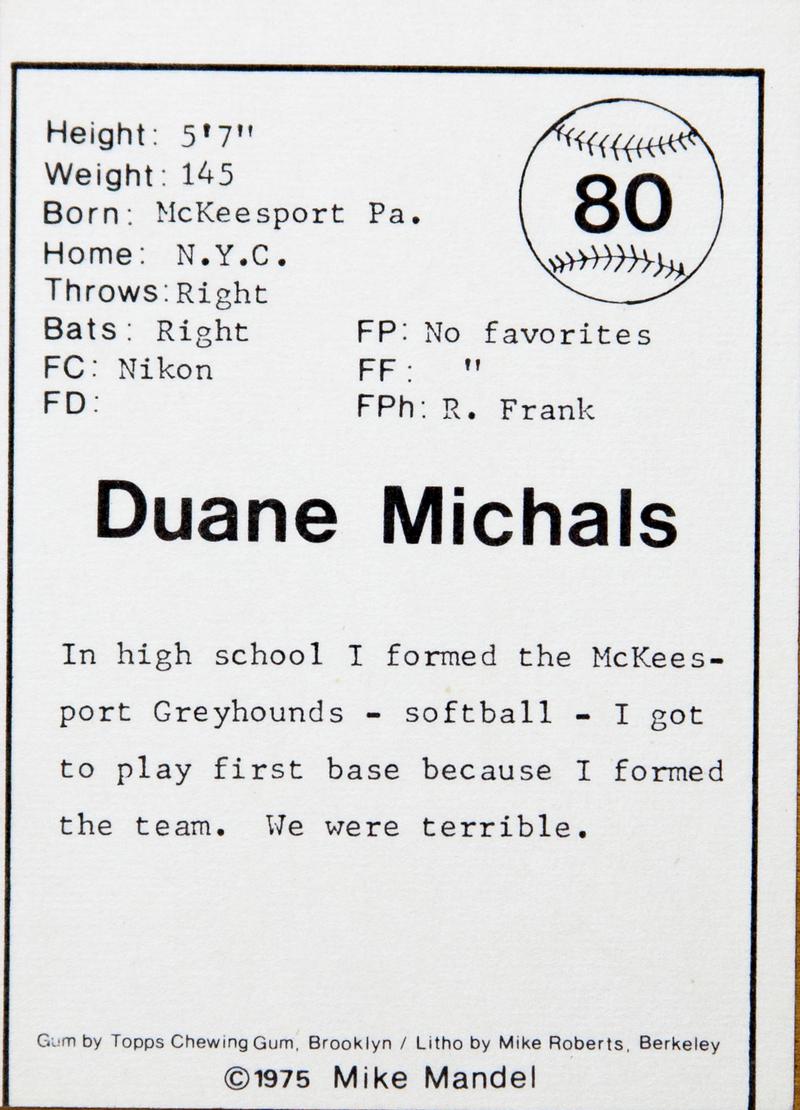 Height: 5'7"
80
Weight: 145
Born: McKeesport Pa.
Home: N.Y.C.
Throws: Right
Bats: Right FP: No favorites
FC: Nikon FF: "
FD: FPh: R. Frank
Duane Michals
In high school I formed the McKees-
port Greyhounds - softball - I got
to play first base because I formed
the team. We were terrible.
Gum by Topps Chewing Gum, Brooklyn / Litho by Mike Roberts, Berkeley
©1975 Mike Mandel